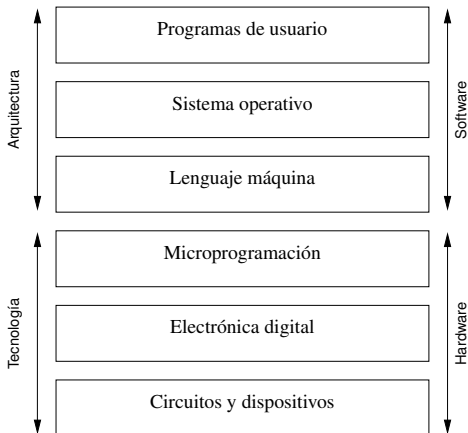 Programas de usuario
Sistema operativo
Lenguaje máquina
Arquitectura
Software
Microprogramación
Electrónica digital
Circuitos y dispositivos
Tecnología
Hardware